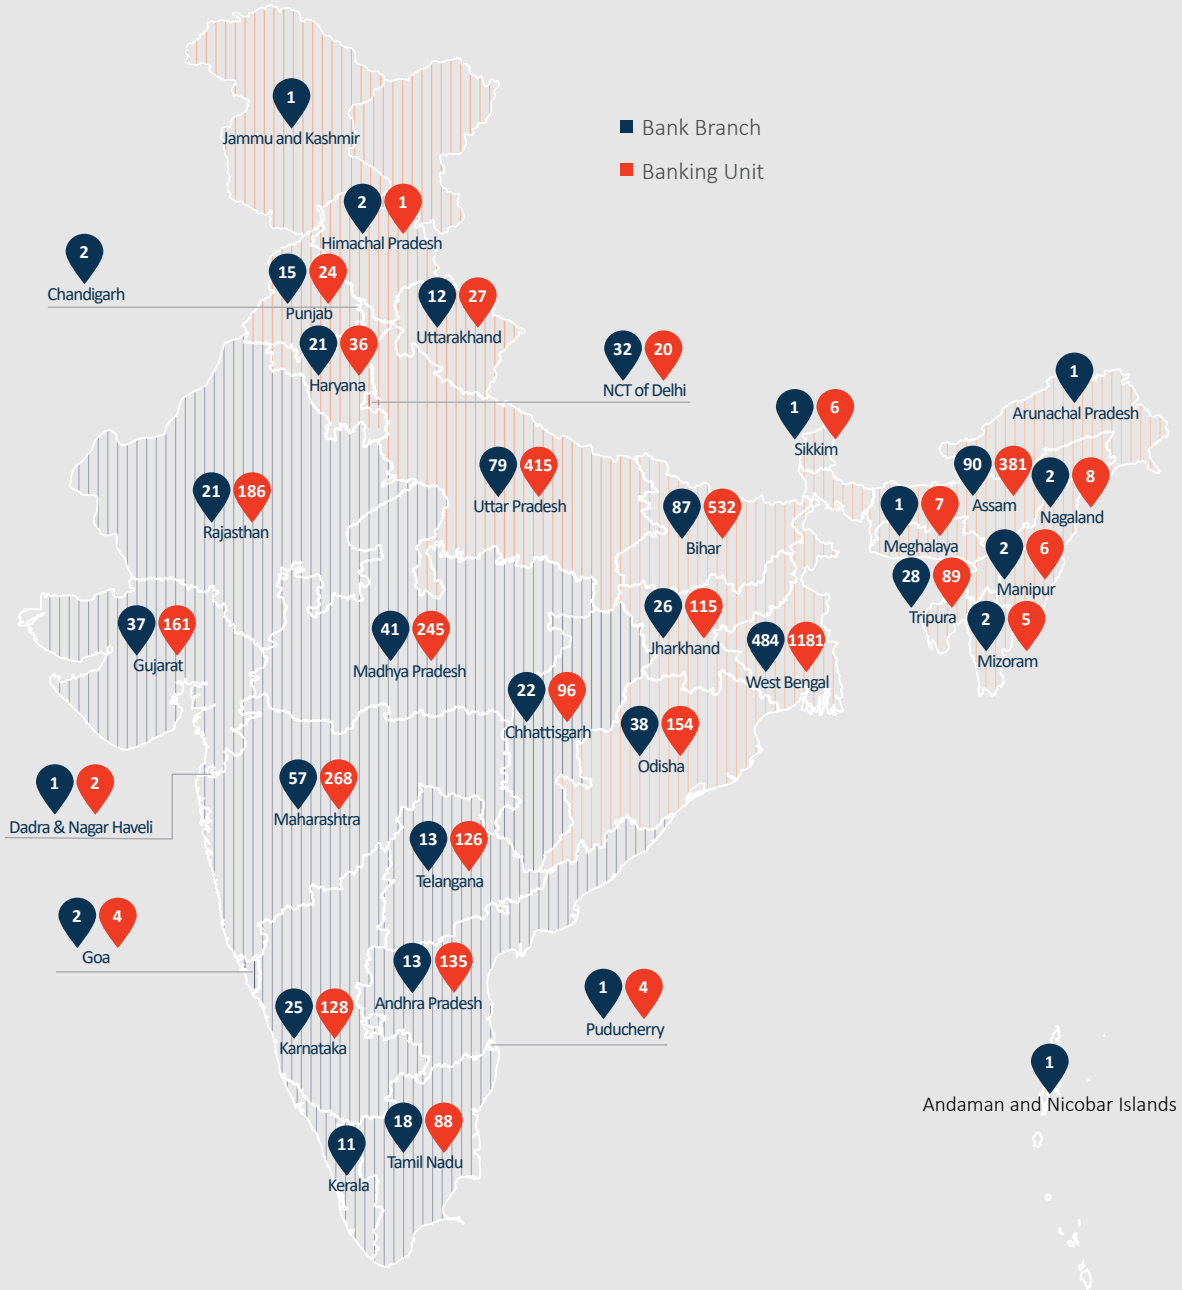 1
Jammu and Kashmir
Bank Branch
Banking Unit
2 1
Himachal Pradesh
2
Chandigarh
15 24
Punjab
12 27
Uttarakhand
21 36
Haryana
32 20
NCT of Delhi
1
Arunachal Pradesh
1 6
Sikkim
79 415
Uttar Pradesh
90 381
Assam
2 8
Nagaland
21 186
Rajasthan
87 532
Bihar
1 7
Meghalaya
2 6
Manipur
28 89
Tripura
2 5
Mizoram
37 161
Gujarat
41 245
Madhya Pradesh
26 115
Jharkhand
484 1181
West Bengal
22 96
Chhattisgarh
38 154
Odisha
1 2
Dadra & Nagar Haveli
57 268
Maharashtra
13 126
Telangana
2 4
Goa
13 135
Andhra Pradesh
1 4
Puducherry
25 128
Karnataka
1
Andaman and Nicobar Islands
18 88
Tamil Nadu
11
Kerala